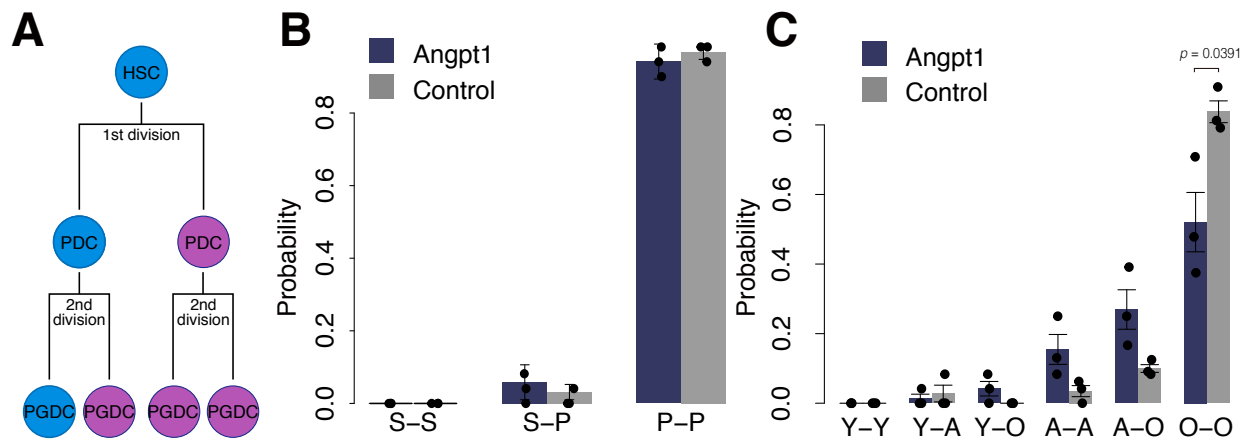 A
HSC
1st division
PDC
PDC
2nd
division
2nd
division
PGDC
PGDC
PGDC
PGDC
B
Angpt1
Control
Probability
0.0
0.2
0.4
0.6
0.8
S–S
S–P
P–P
C
Angpt1
Control
p = 0.0391
Probability
0.0
0.2
0.4
0.6
0.8
Y–Y
Y–A
Y–O
A–A
A–O
O–O